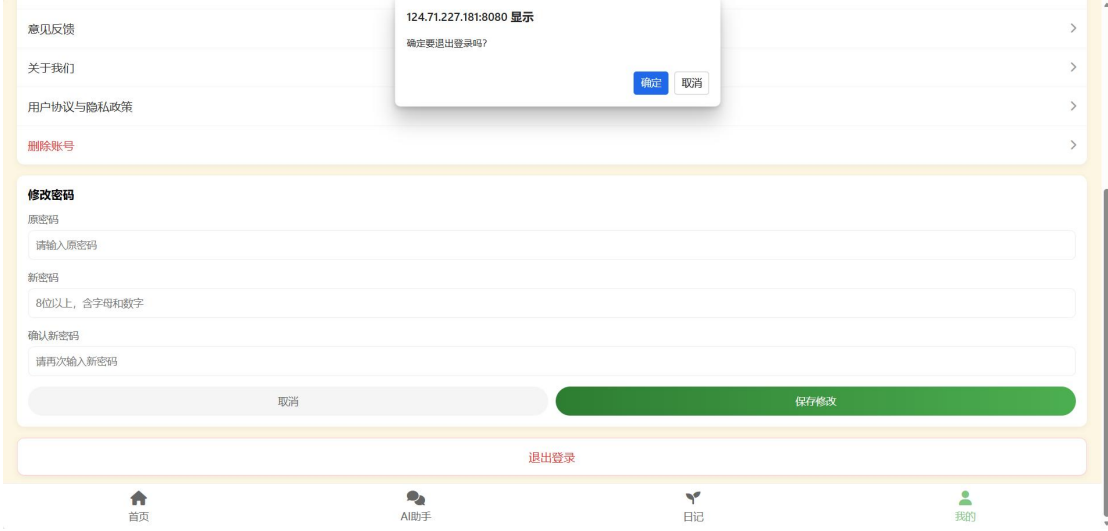 124.71.227.181:8080 显示
确定要退出登录吗?
确定 取消
意见反馈
关于我们
用户协议与隐私政策
删除账号
修改密码
原密码
请输入原密码
新密码
8位以上，含字母和数字
确认新密码
请再次输入新密码
取消 保存修改
退出登录
首页 AI助手 日记 我的